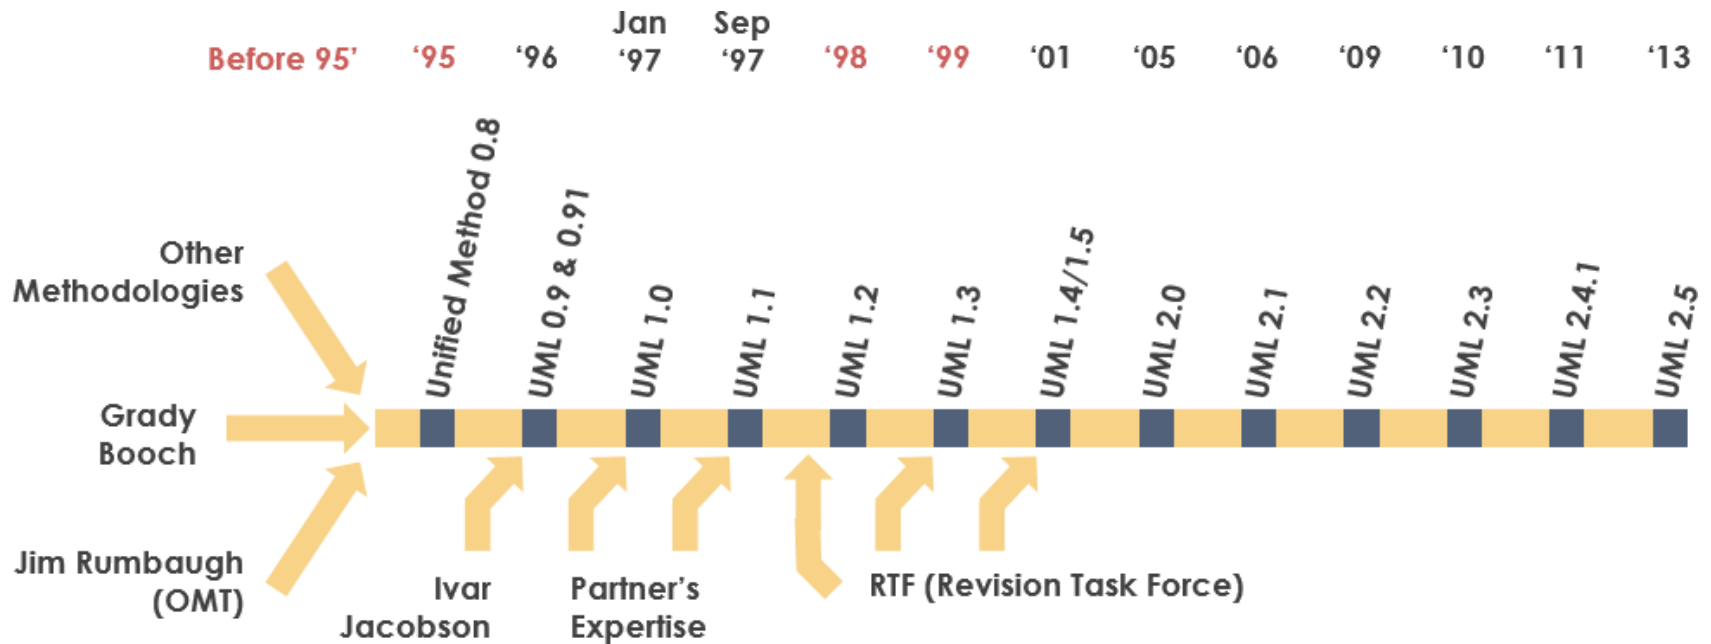 Jan
Sep
Before 95’
‘95
‘96
‘97
‘97
‘98
‘99
‘01
‘05
‘06
‘09
‘10
‘11
‘13
Unified Method 0.8
UML 0.9 & 0.91
UML 1.0
UML 1.1
UML 1.2
UML 1.3
UML 1.4/1.5
UML 2.0
UML 2.1
UML 2.2
UML 2.3
UML 2.4.1
UML 2.5
Other
Methodologies
Grady
Booch
Jim Rumbaugh
(OMT)
Ivar
Jacobson
Partner’s
Expertise
RTF (Revision Task Force)